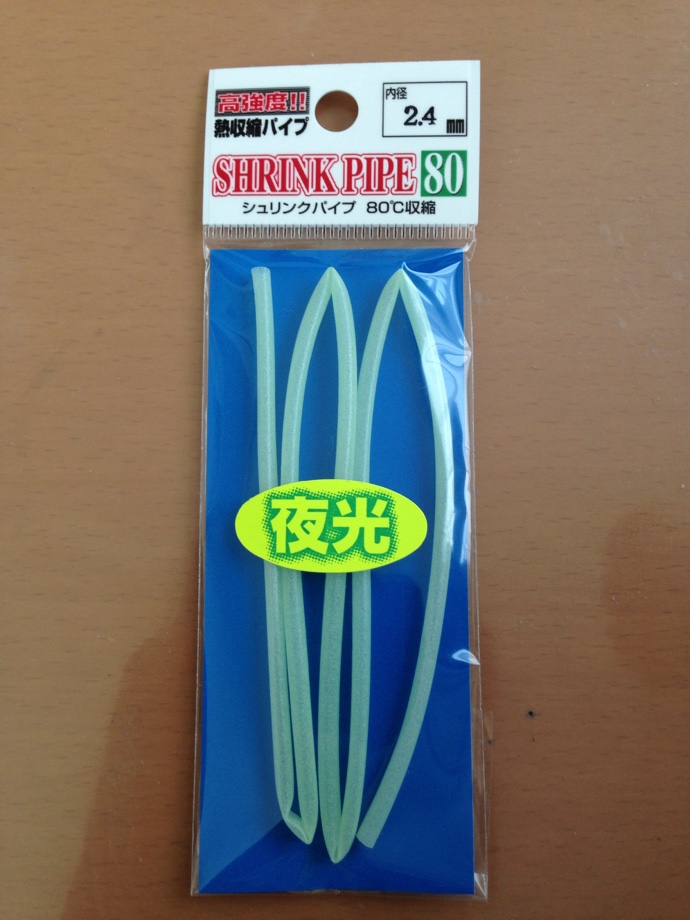 高強度!!
熱収縮パイプ
内径
2.4 mm
SHRINK PIPE 80
シュリンクパイプ 80℃収縮
夜光